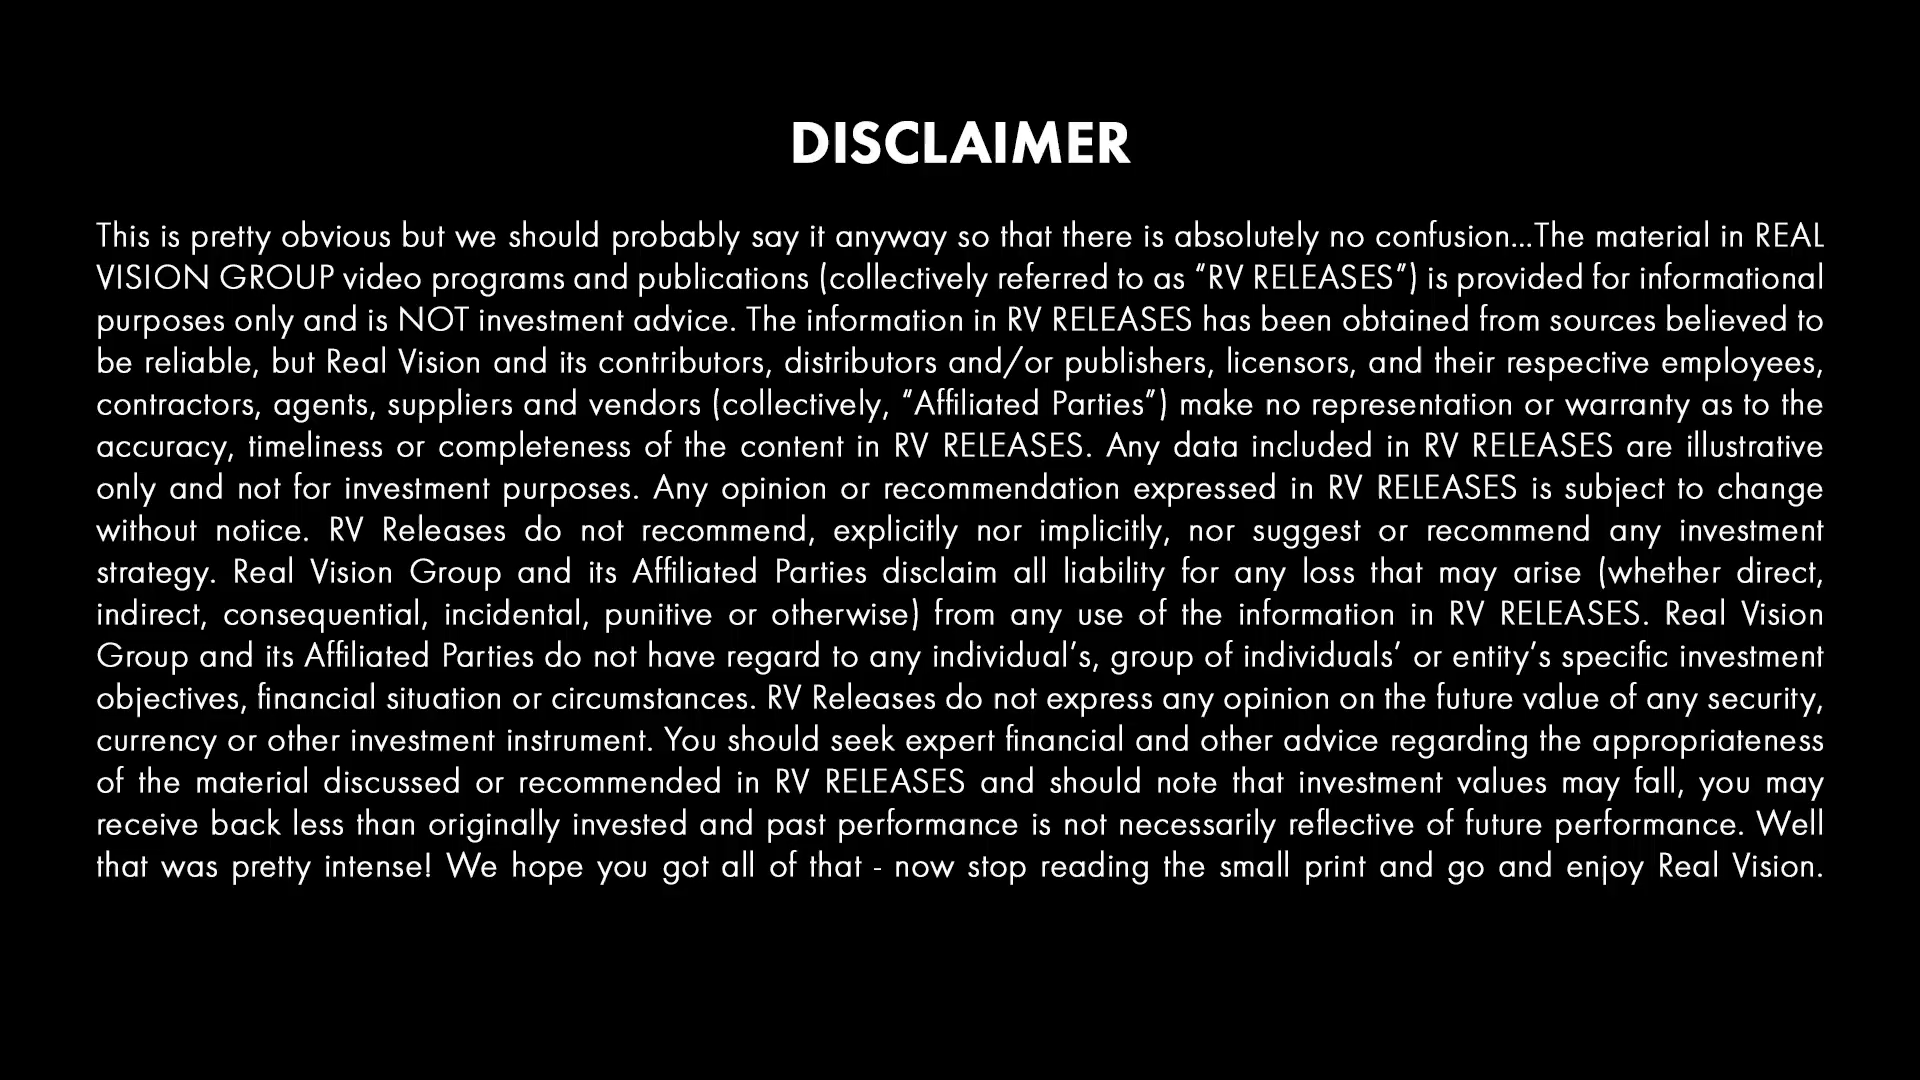 DISCLAIMER
This is pretty obvious but we should probably say it anyway so that there is absolutely no confusion...The material in REAL
VISION GROUP video programs and publications (collectively referred to as “RV RELEASES”) is provided for informational
purposes only and is NOT investment advice. The information in RV RELEASES has been obtained from sources believed to
be reliable, but Real Vision and its contributors, distributors and/or publishers, licensors, and their respective employees,
contractors, agents, suppliers and vendors (collectively, “Affiliated Parties”) make no representation or warranty as to the
accuracy, timeliness or completeness of the content in RV RELEASES. Any data included in RV RELEASES are illustrative
only and not for investment purposes. Any opinion or recommendation expressed in RV RELEASES is subject to change
without notice. RV Releases do not recommend, explicitly nor implicitly, nor suggest or recommend any investment
strategy. Real Vision Group and its Affiliated Parties disclaim all liability for any loss that may arise (whether direct,
indirect, consequential, incidental, punitive or otherwise) from any use of the information in RV RELEASES. Real Vision
Group and its Affiliated Parties do not have regard to any individual’s, group of individuals’ or entity’s specific investment
objectives, financial situation or circumstances. RV Releases do not express any opinion on the future value of any security,
currency or other investment instrument. You should seek expert financial and other advice regarding the appropriateness
of the material discussed or recommended in RV RELEASES and should note that investment values may fall, you may
receive back less than originally invested and past performance is not necessarily reflective of future performance. Well
that was pretty intense! We hope you got all of that - now stop reading the small print and go and enjoy Real Vision.